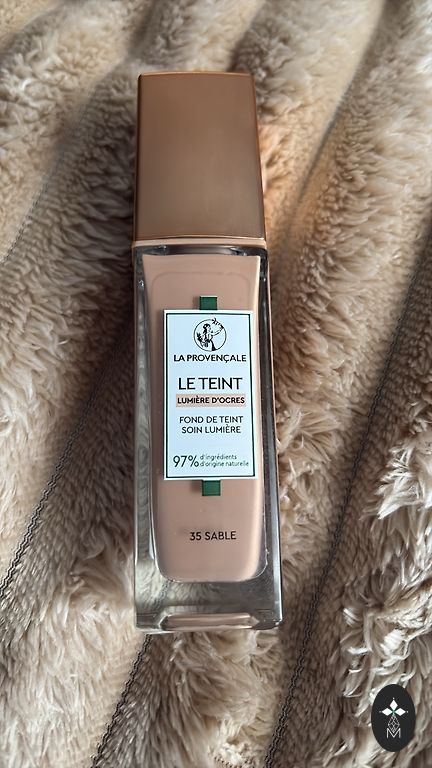 LA PROVENÇALE
LE TEINT
LUMIÈRE D'OCRES
FOND DE TEINT
SOIN LUMIÈRE
97% d'ingrédients
d'origine naturelle
35 SABLE
M